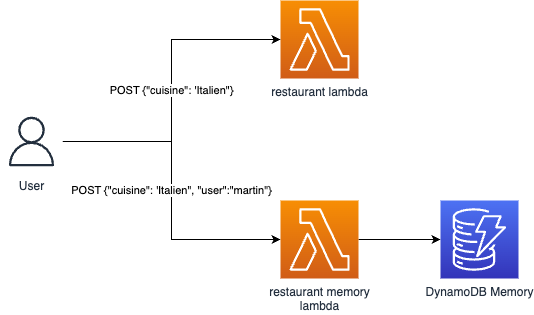 POST {"cuisine": 'Italien"}
restaurant lambda
User
POST {"cuisine": 'Italien", "user":"martin"}
restaurant memory
lambda
DynamoDB Memory